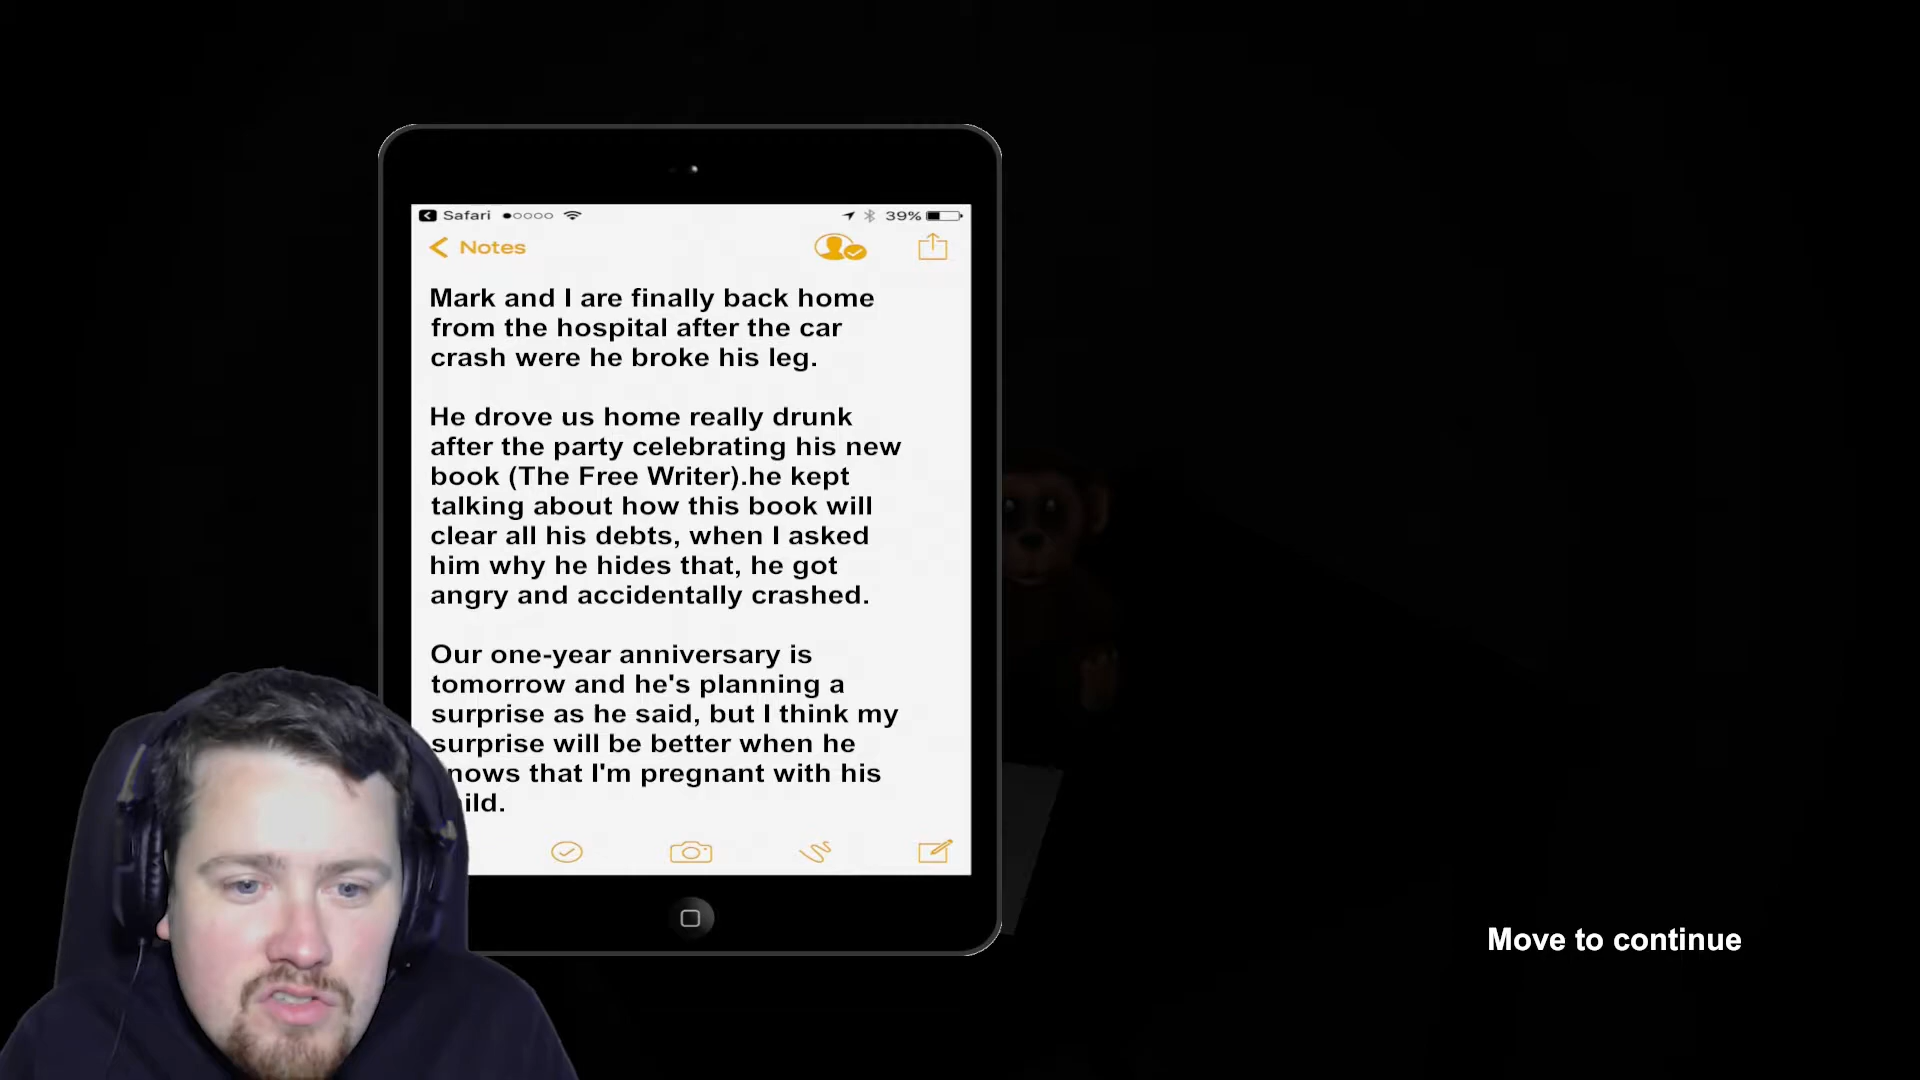 Safari 39%
Notes
Mark and I are finally back home
from the hospital after the car
crash were he broke his leg.
He drove us home really drunk
after the party celebrating his new
book (The Free Writer).he kept
talking about how this book will
clear all his debts, when I asked
him why he hides that, he got
angry and accidentally crashed.
Our one-year anniversary is
tomorrow and he's planning a
surprise as he said, but I think my
surprise will be better when he
nows that I'm pregnant with his
ild.
Move to continue